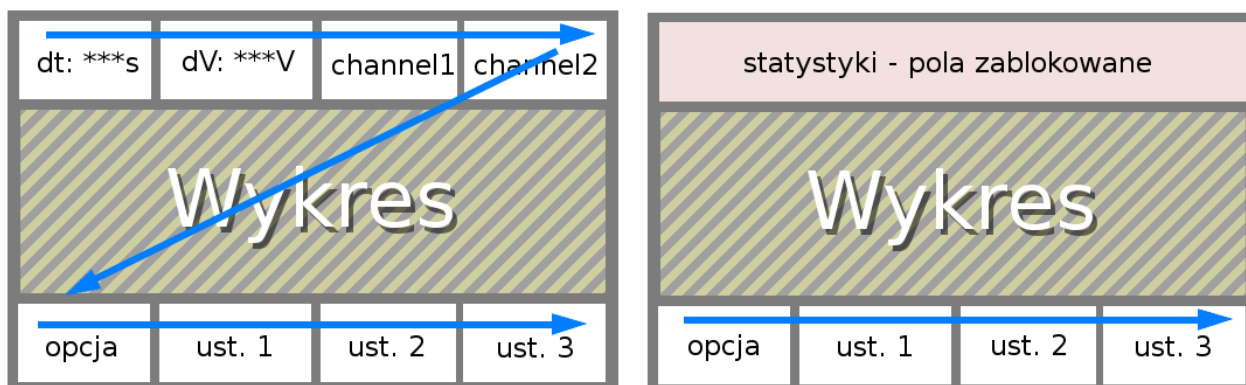 dt: ***s dV: ***V channel1 channel2
Wykres
opcja ust. 1 ust. 2 ust. 3
statystyki - pola zablokowane
Wykres
opcja ust. 1 ust. 2 ust. 3